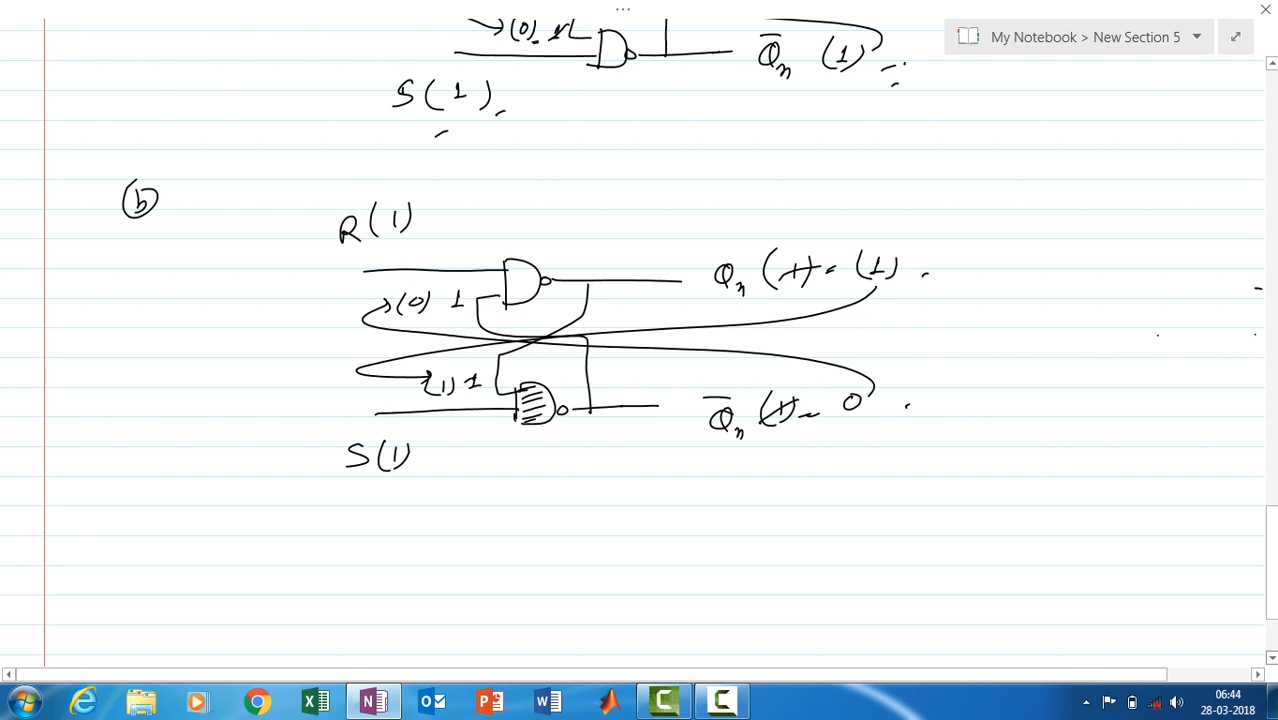 ...
My Notebook > New Section 5
(0) 1
Q̅n (1)
S (1)
(b)
R (1)
Qn (1) = (1)
(0) 1
(1) 1
Q̅n (1) = 0
S (1)
06:44
28-03-2018